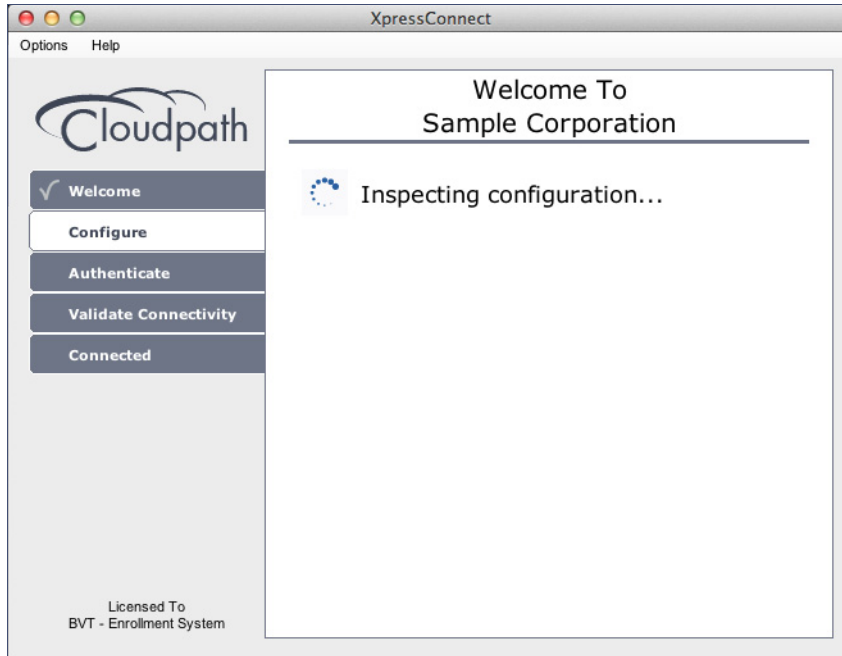 XpressConnect
Options Help
Cloudpath
Welcome
Configure
Authenticate
Validate Connectivity
Connected
Licensed To
BVT - Enrollment System
Welcome To
Sample Corporation
Inspecting configuration...